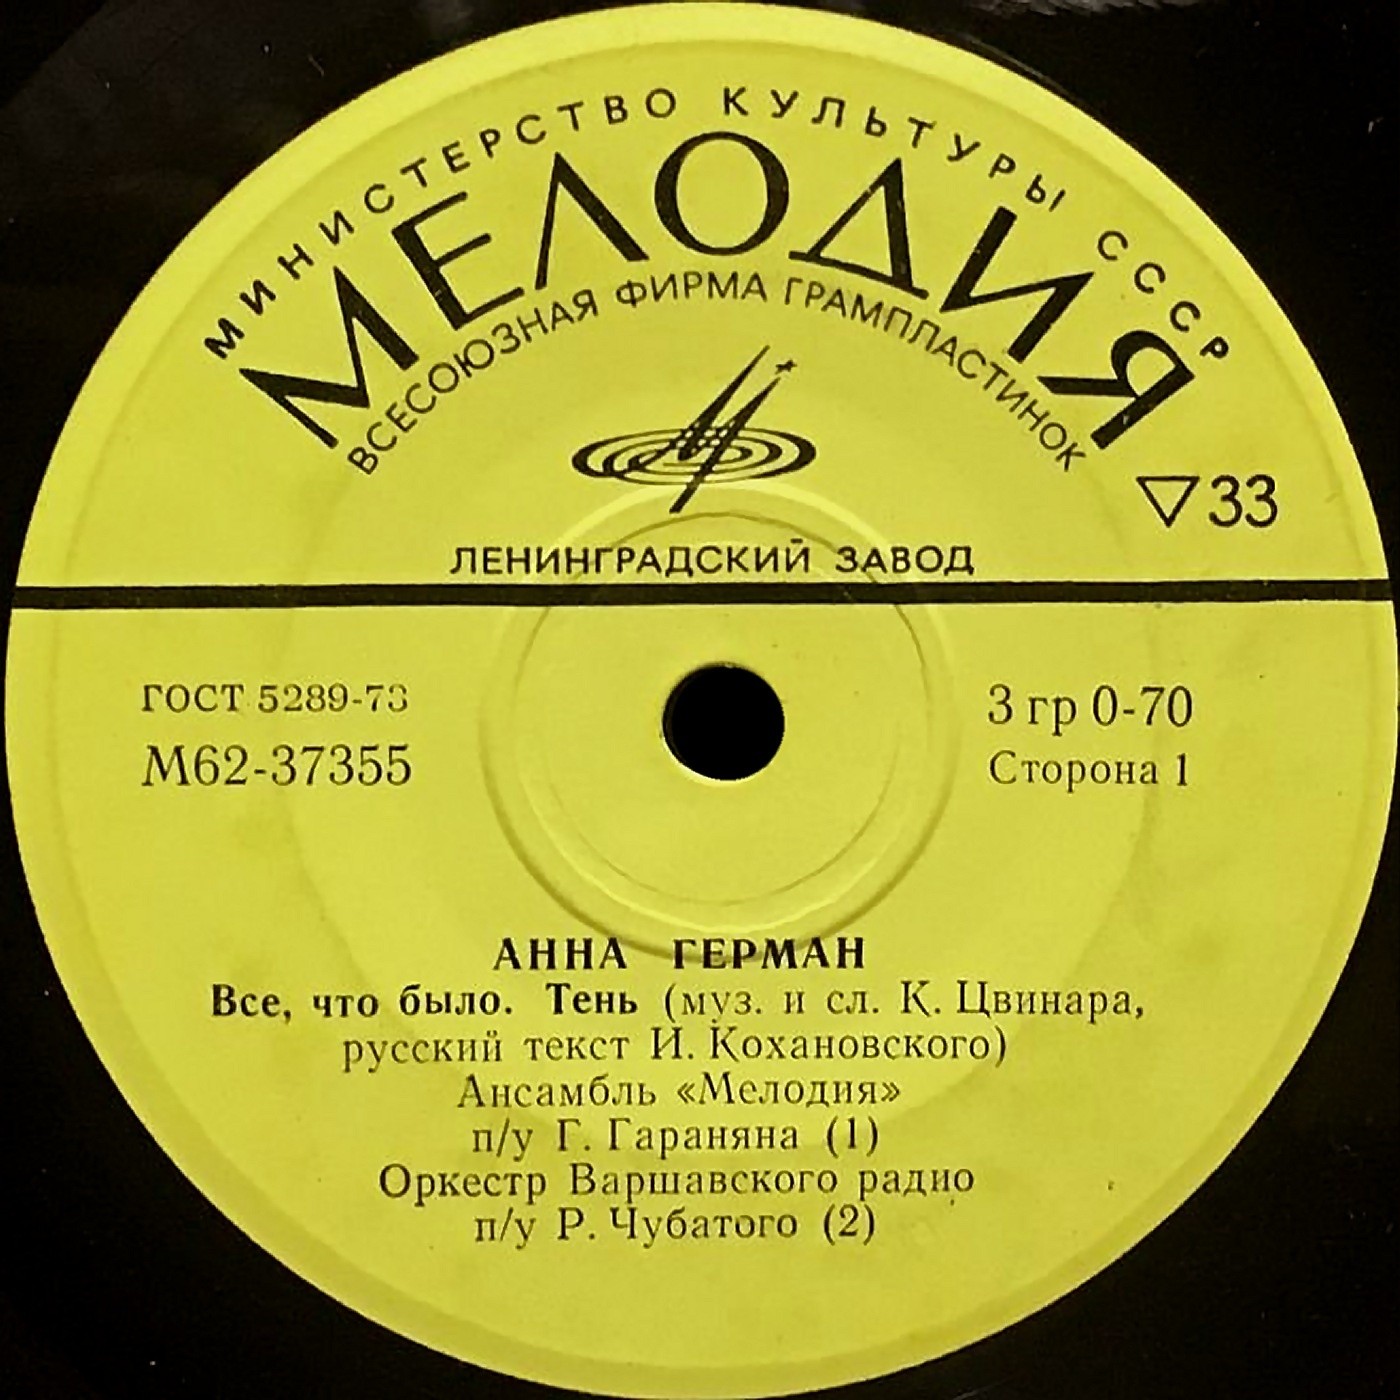 МИНИСТЕРСТВО КУЛЬТУРЫ СССР
МЕЛОДИЯ
ВСЕСОЮЗНАЯ ФИРМА ГРАМПЛАСТИНОК
▽33
ЛЕНИНГРАДСКИЙ ЗАВОД
ГОСТ 5289-73
3 гр 0-70
М62-37355
Сторона 1
АННА ГЕРМАН
Все, что было. Тень (муз. и сл. К. Цвинара,
русский текст И. Кохановского)
Ансамбль «Мелодия»
п/у Г. Гараняна (1)
Оркестр Варшавского радио
п/у Р. Чубатого (2)